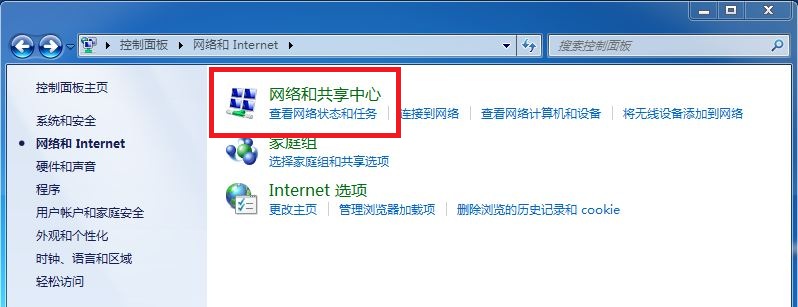 控制面板 网络和 Internet
搜索控制面板
控制面板主页
系统和安全
网络和 Internet
硬件和声音
程序
用户帐户和家庭安全
外观和个性化
时钟、语言和区域
轻松访问
网络和共享中心
查看网络状态和任务 连接到网络 查看网络计算机和设备 将无线设备添加到网络
家庭组
选择家庭组和共享选项
Internet 选项
更改主页 管理浏览器加载项 删除浏览的历史记录和 cookie